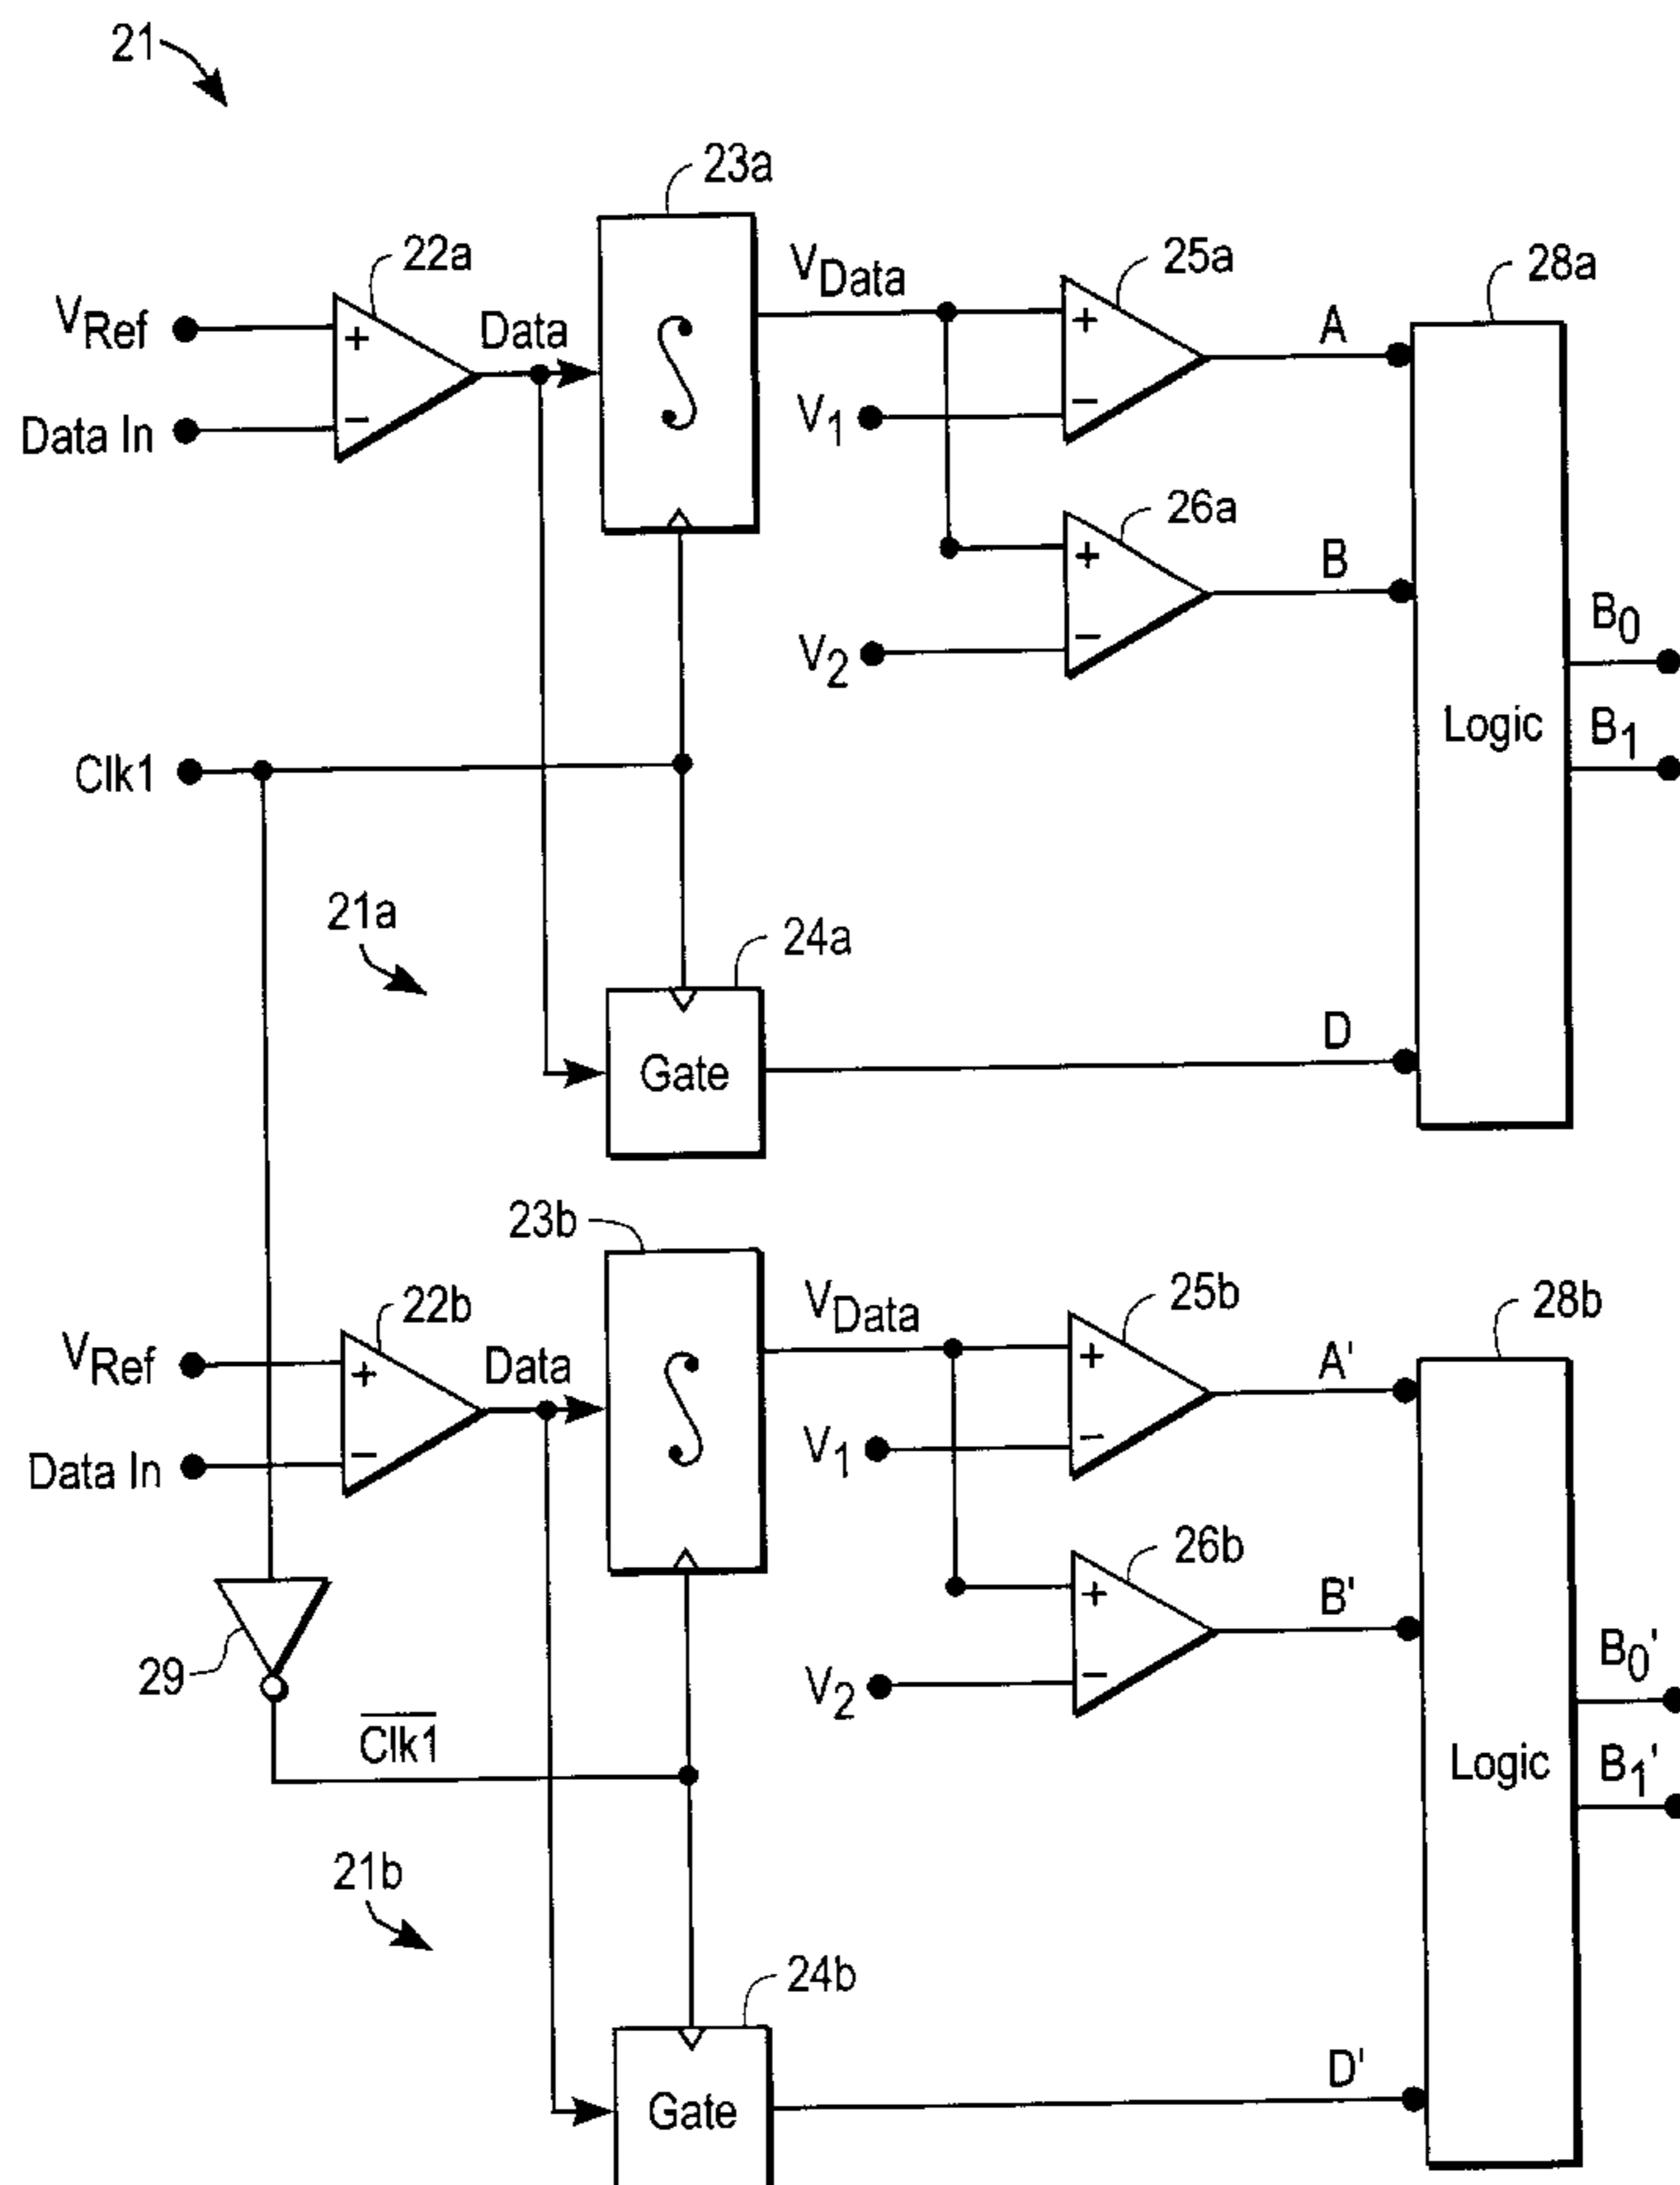 21
23a
22a
25a
28a
VRef
Data
VData
A
+
+
−
−
Data In
V1
26a
B
+
−
V2
B0
Logic
B1
Clk1
21a
24a
D
Gate
23b
22b
25b
28b
VRef
Data
VData
A'
+
+
−
−
Data In
V1
26b
B'
+
−
29
V2
B0'
Clk1
Logic
B1'
21b
24b
D'
Gate